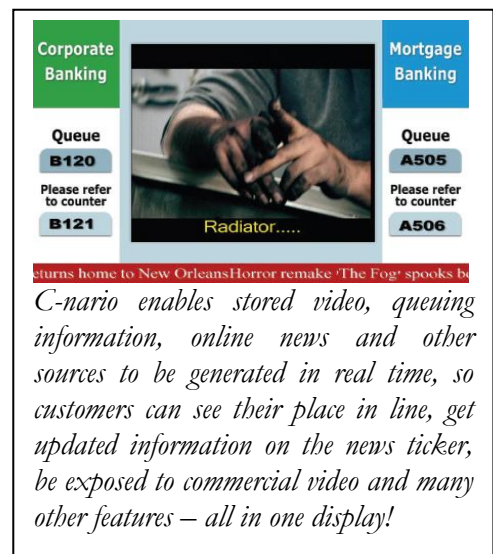 Corporate
Banking
Queue
B120
Please refer
to counter
B121
Radiator.....
Mortgage
Banking
Queue
A505
Please refer
to counter
A506
eturns home to New OrleansHorror remake 'The Fog' spooks be
C-nario enables stored video, queuing
information, online news and other
sources to be generated in real time, so
customers can see their place in line, get
updated information on the news ticker,
be exposed to commercial video and many
other features – all in one display!